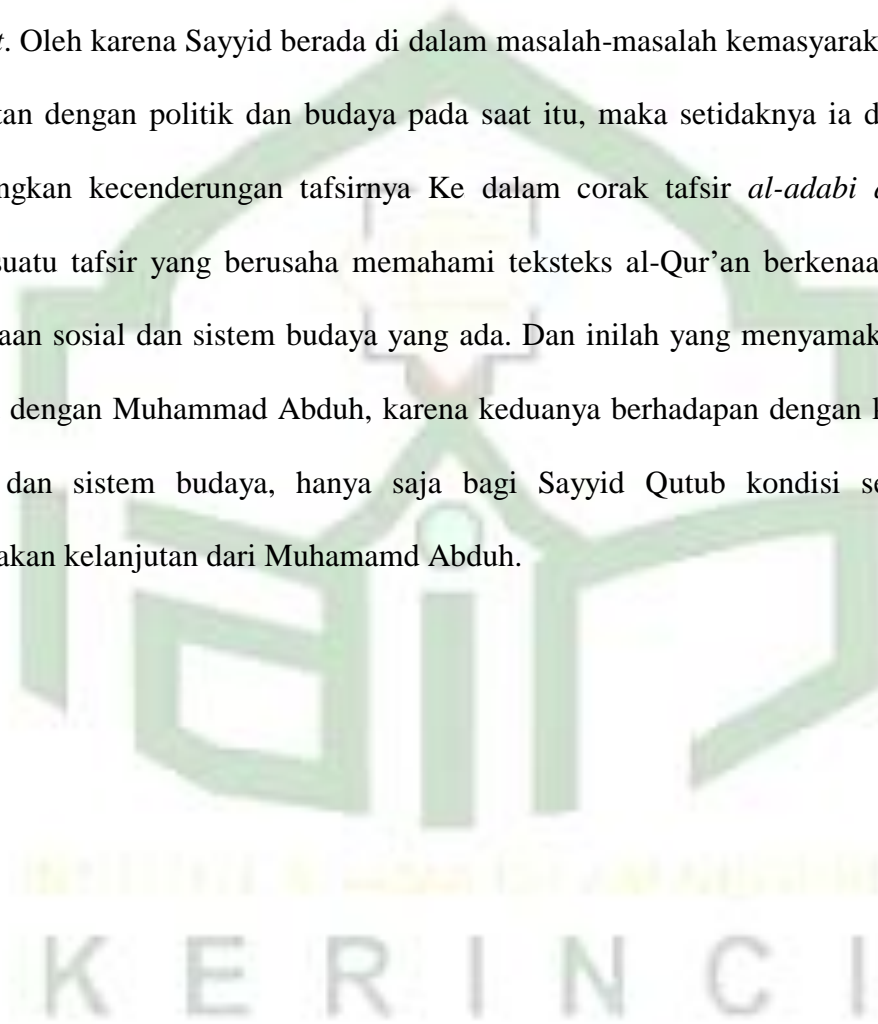 t. Oleh karena Sayyid berada di dalam masalah-masalah kemasyarak
tan dengan politik dan budaya pada saat itu, maka setidaknya ia d
ngkan kecenderungan tafsirnya Ke dalam corak tafsir al-adabi
suatu tafsir yang berusaha memahami teksteks al-Qur’an berkenaa
aan sosial dan sistem budaya yang ada. Dan inilah yang menyamak
dengan Muhammad Abduh, karena keduanya berhadapan dengan
dan sistem budaya, hanya saja bagi Sayyid Qutub kondisi se
akan kelanjutan dari Muhamamd Abduh.
iain
KERINCI